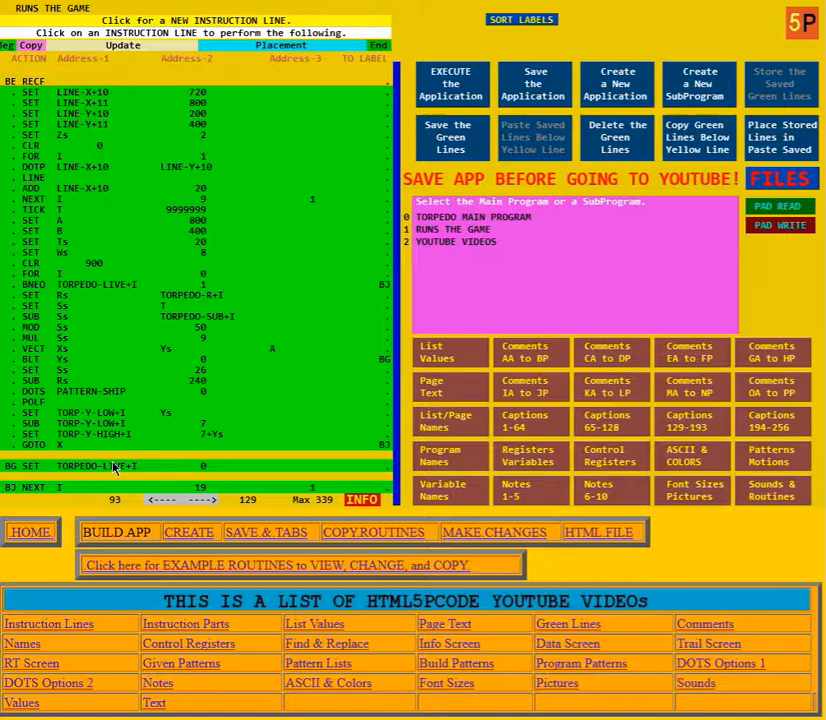 RUNS THE GAME
Click for a NEW INSTRUCTION LINE.
Click on an INSTRUCTION LINE to perform the following.
Beg Copy Update Placement End
ACTION Address-1 Address-2 Address-3 TO LABEL
BE RECF .
. SET LINE-X+10 720 .
. SET LINE-X+11 800 .
. SET LINE-Y+10 200 .
. SET LINE-Y+11 400 .
. SET Zs 2 .
. CLR 0 .
. FOR I 1 .
. DOTP LINE-X+10 LINE-Y+10 .
. LINE .
. ADD LINE-X+10 20 .
. NEXT I 9 1 .
. TICK T 9999999 .
. SET A 800 .
. SET B 400 .
. SET Ts 20 .
. SET Ws 8 .
. CLR 900 .
. FOR I 0 .
. BNEQ TORPEDO-LIVE+I 1 BJ
. SET Rs TORPEDO-R+I .
. SET Ss T .
. SUB Ss TORPEDO-SUB+I .
. MOD Ss 50 .
. MUL Ss 9 .
. VECT Xs Ys A .
. BLT Ys 0 BG
. SET Ss 26 .
. SUB Rs 240 .
. DOTS PATTERN-SHIP 0 .
. POLF .
. SET TORP-Y-LOW+I Ys .
. SUB TORP-Y-LOW+I 7 .
. SET TORP-Y-HIGH+I 7+Ys .
. GOTO X BJ
BG SET TORPEDO-LIVE+I 0 .
BJ NEXT I 19 1 .
93 <---- ----> 129 Max 339 INFO
SORT LABELS
5P
EXECUTE the Application
Save the Application
Create a New Application
Create a New SubProgram
Store the Saved Green Lines
Save the Green Lines
Paste Saved Lines Below Yellow Line
Delete the Green Lines
Copy Green Lines Below Yellow Line
Place Stored Lines in Paste Saved
SAVE APP BEFORE GOING TO YOUTUBE! FILES
Select the Main Program or a SubProgram.
0 TORPEDO MAIN PROGRAM
1 RUNS THE GAME
2 YOUTUBE VIDEOS
PAD READ
PAD WRITE
List Values
Comments AA to BP
Comments CA to DP
Comments EA to FP
Comments GA to HP
Page Text
Comments IA to JP
Comments KA to LP
Comments MA to NP
Comments OA to PP
List/Page Names
Captions 1-64
Captions 65-128
Captions 129-193
Captions 194-256
Program Names
Registers Variables
Control Registers
ASCII & COLORS
Patterns Motions
Variable Names
Notes 1-5
Notes 6-10
Font Sizes Pictures
Sounds & Routines
.HOME. BUILD.APP CREATE SAVE.&.TABS COPY.ROUTINES MAKE.CHANGES HTML.FILE
.Click here for EXAMPLE ROUTINES to VIEW, CHANGE, and COPY.
THIS IS A LIST OF HTML5PCODE YOUTUBE VIDEOs
Instruction Lines Instruction Parts List Values Page Text Green Lines Comments
Names Control Registers Find & Replace Info Screen Data Screen Trail Screen
RT Screen Given Patterns Pattern Lists Build Patterns Program Patterns DOTS Options 1
DOTS Options 2 Notes ASCII & Colors Font Sizes Pictures Sounds
Values Text